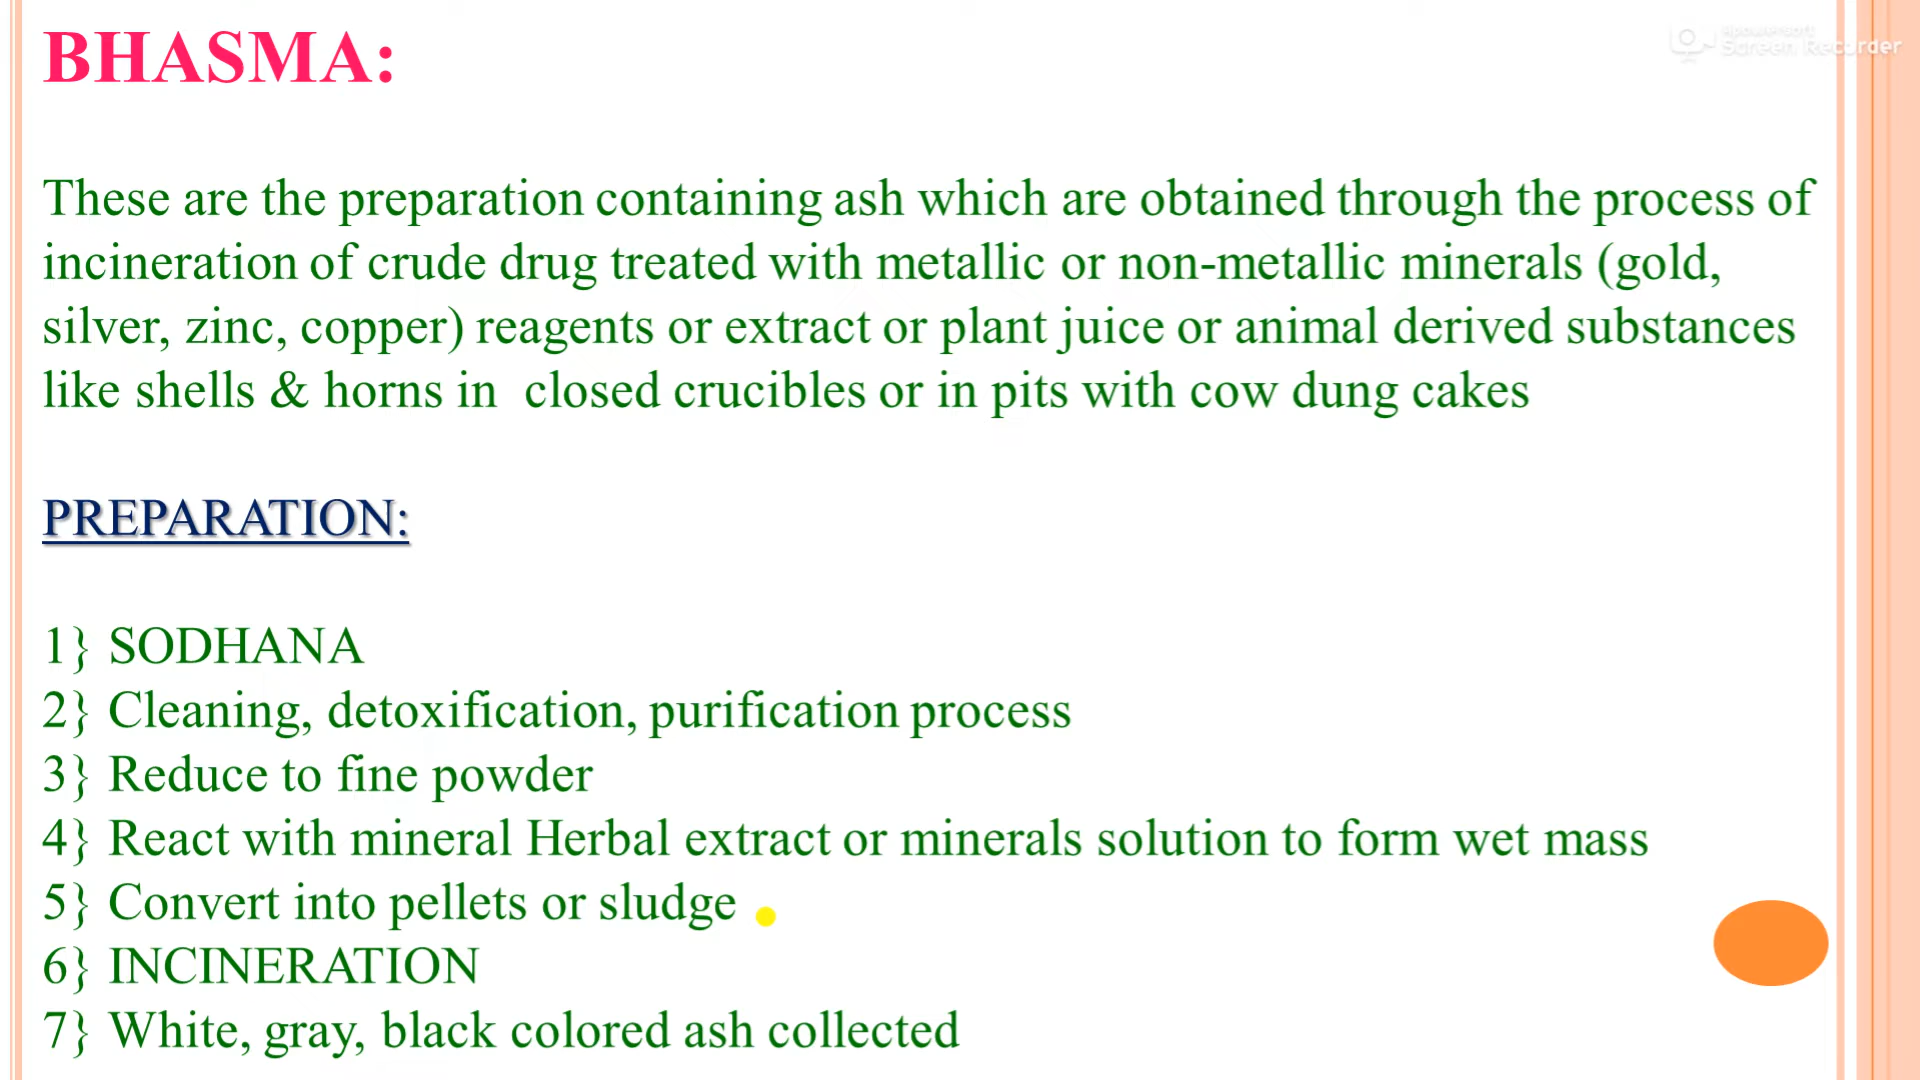 BHASMA:
apowersoft
Screen Recorder
These are the preparation containing ash which are obtained through the process of
incineration of crude drug treated with metallic or non-metallic minerals (gold,
silver, zinc, copper) reagents or extract or plant juice or animal derived substances
like shells & horns in closed crucibles or in pits with cow dung cakes
PREPARATION:
1} SODHANA
2} Cleaning, detoxification, purification process
3} Reduce to fine powder
4} React with mineral Herbal extract or minerals solution to form wet mass
5} Convert into pellets or sludge
6} INCINERATION
7} White, gray, black colored ash collected